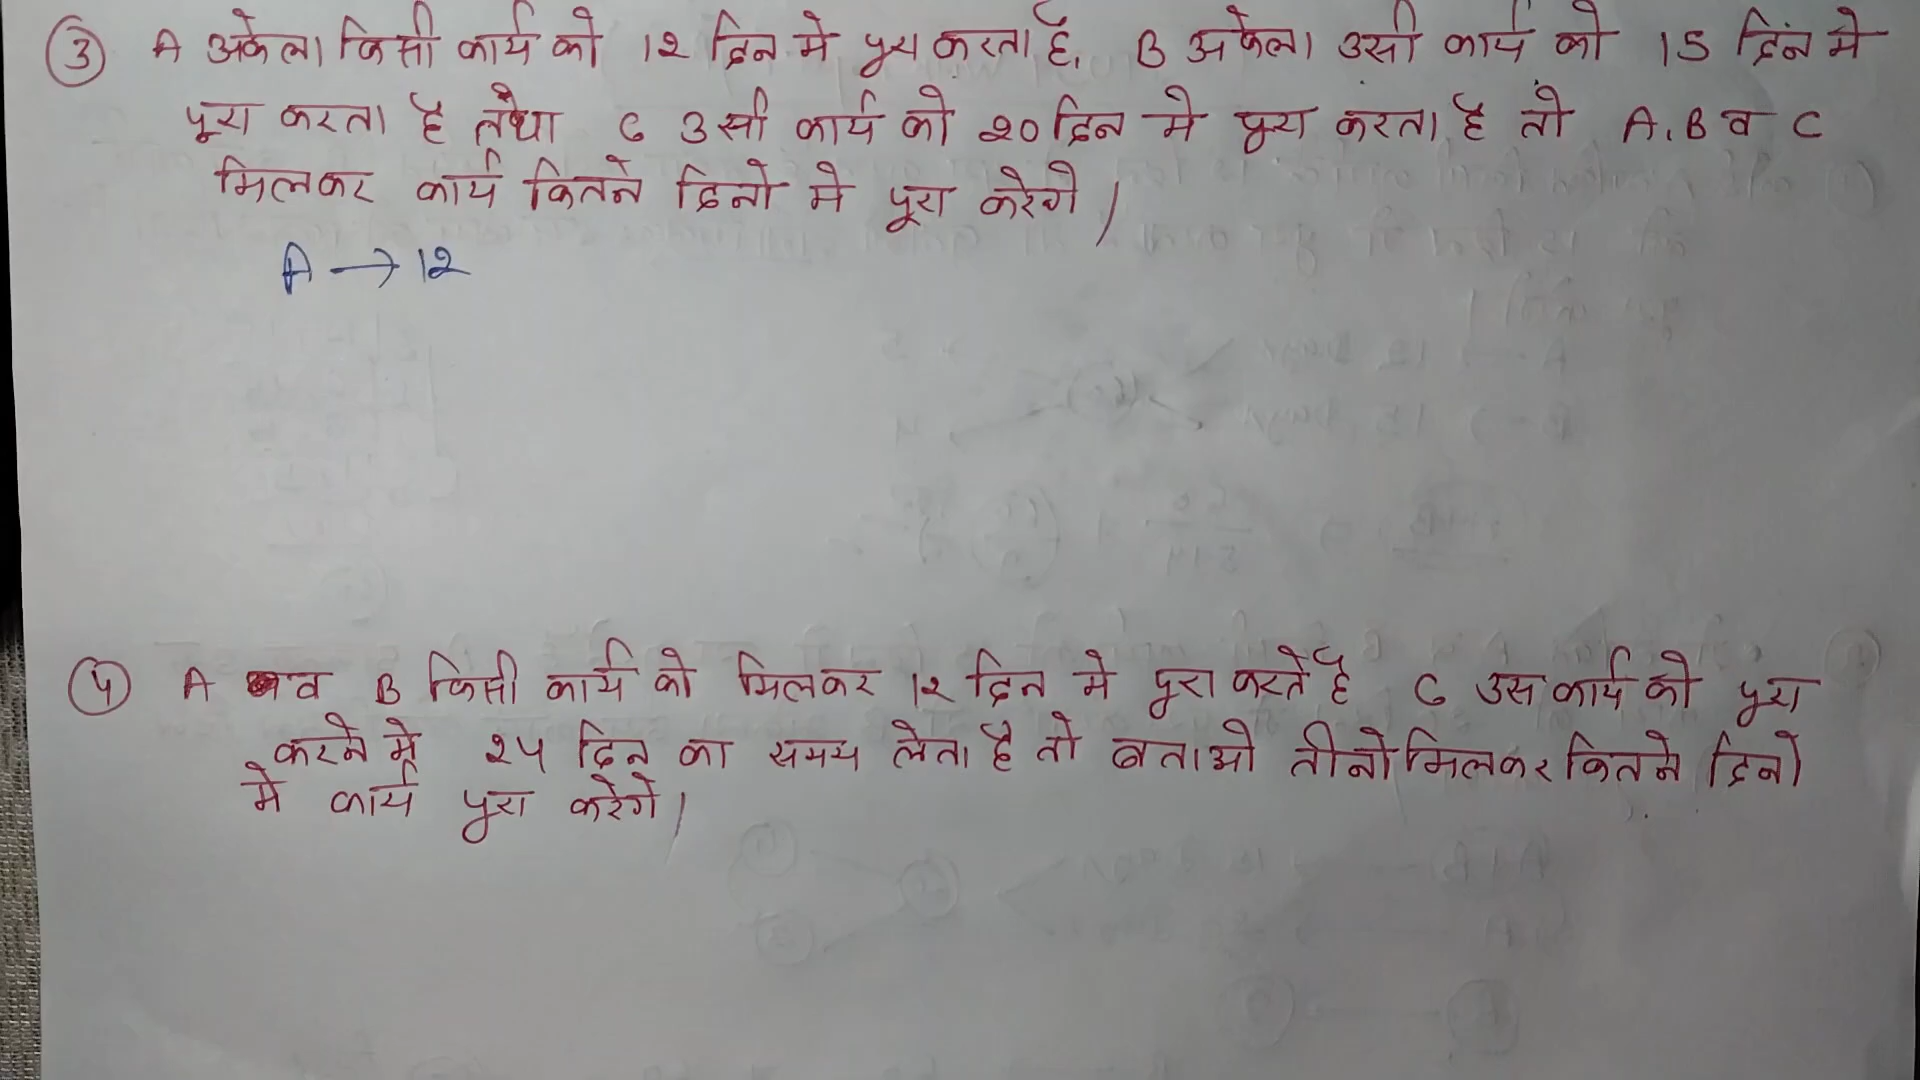 ③ A अकेला किसी कार्य को 12 दिन मे पूरा करता है, B अकेला उसी कार्य को 15 दिन मे
पूरा करता है तथा C उसी कार्य को 20 दिन मे पूरा करता है तो A, B व C
मिलकर कार्य कितने दिनो मे पूरा करेगे।
A → 12
④ A व B किसी कार्य को मिलकर 12 दिन मे पूरा करते है C उस कार्य को पूरा
करने मे 24 दिन का समय लेता है तो बताओ तीनो मिलकर कितने दिनो
मे कार्य पूरा करेगे।